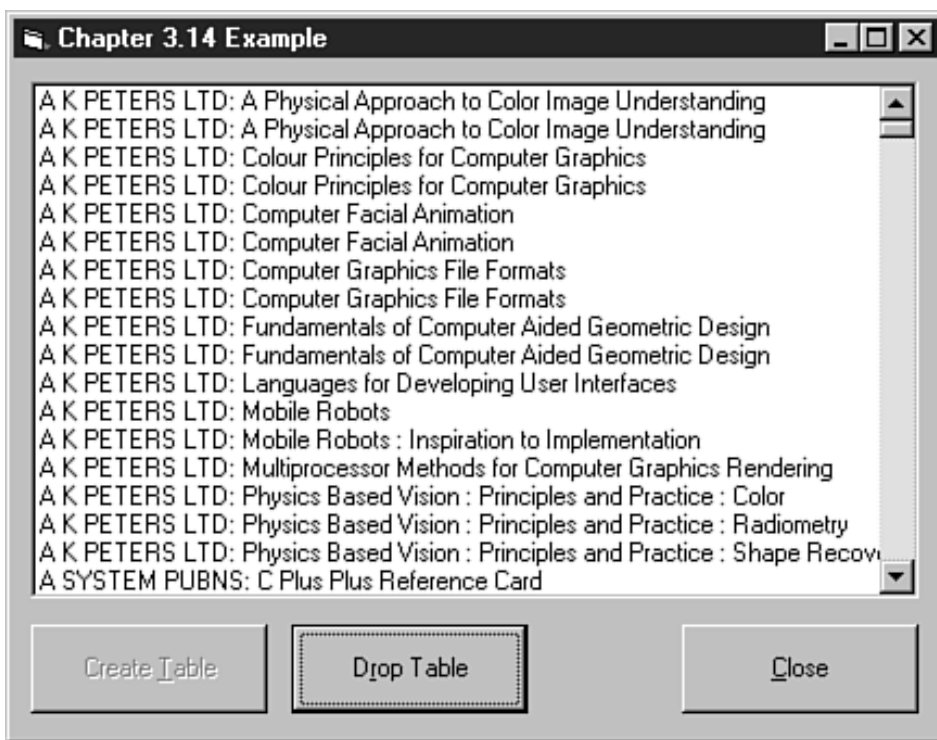 Chapter 3.14 Example
A K PETERS LTD: A Physical Approach to Color Image Understanding
A K PETERS LTD: A Physical Approach to Color Image Understanding
A K PETERS LTD: Colour Principles for Computer Graphics
A K PETERS LTD: Colour Principles for Computer Graphics
A K PETERS LTD: Computer Facial Animation
A K PETERS LTD: Computer Facial Animation
A K PETERS LTD: Computer Graphics File Formats
A K PETERS LTD: Computer Graphics File Formats
A K PETERS LTD: Fundamentals of Computer Aided Geometric Design
A K PETERS LTD: Fundamentals of Computer Aided Geometric Design
A K PETERS LTD: Languages for Developing User Interfaces
A K PETERS LTD: Mobile Robots
A K PETERS LTD: Mobile Robots : Inspiration to Implementation
A K PETERS LTD: Multiprocessor Methods for Computer Graphics Rendering
A K PETERS LTD: Physics Based Vision : Principles and Practice : Color
A K PETERS LTD: Physics Based Vision : Principles and Practice : Radiometry
A K PETERS LTD: Physics Based Vision : Principles and Practice : Shape Recov
A SYSTEM PUBNS: C Plus Plus Reference Card
Create Table
Drop Table
Close